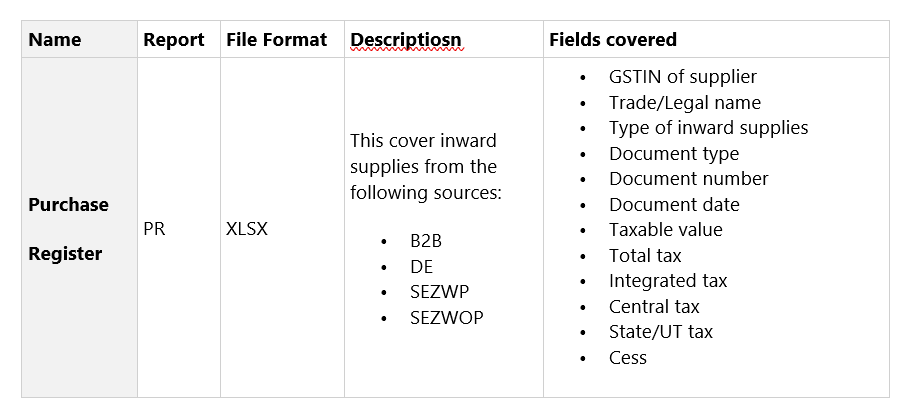 Name Report File Format Descriptiosn Fields covered
Purchase
Register
PR
XLSX
This cover inward
supplies from the
following sources:
• B2B
• DE
• SEZWP
• SEZWOP
• GSTIN of supplier
• Trade/Legal name
• Type of inward supplies
• Document type
• Document number
• Document date
• Taxable value
• Total tax
• Integrated tax
• Central tax
• State/UT tax
• Cess